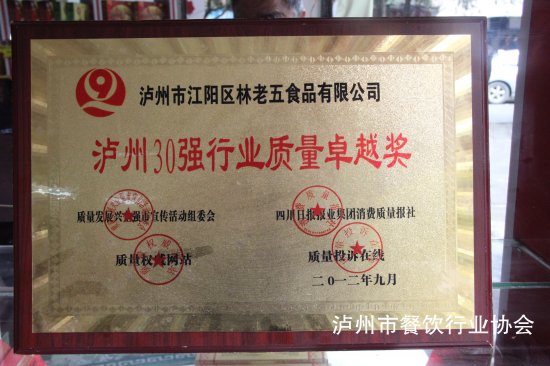 泸州市江阳区林老五食品有限公司
泸州30强行业质量卓越奖
质量发展兴 强市宣传活动组委会
四川日报报业集团消费质量报社
质量权威网站
质量投诉在线
二〇一二年九月
泸州市餐饮行业协会